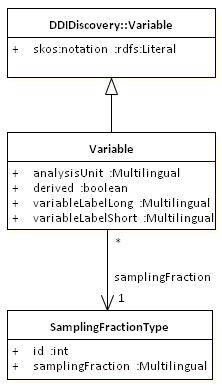 DDIDiscovery::Variable
+ skos:notation :rdfs:Literal
Variable
+ analysisUnit :Multilingual
+ derived :boolean
+ variableLabelLong :Multilingual
+ variableLabelShort :Multilingual
*
samplingFraction
1
SamplingFractionType
+ id :int
+ samplingFraction :Multilingual